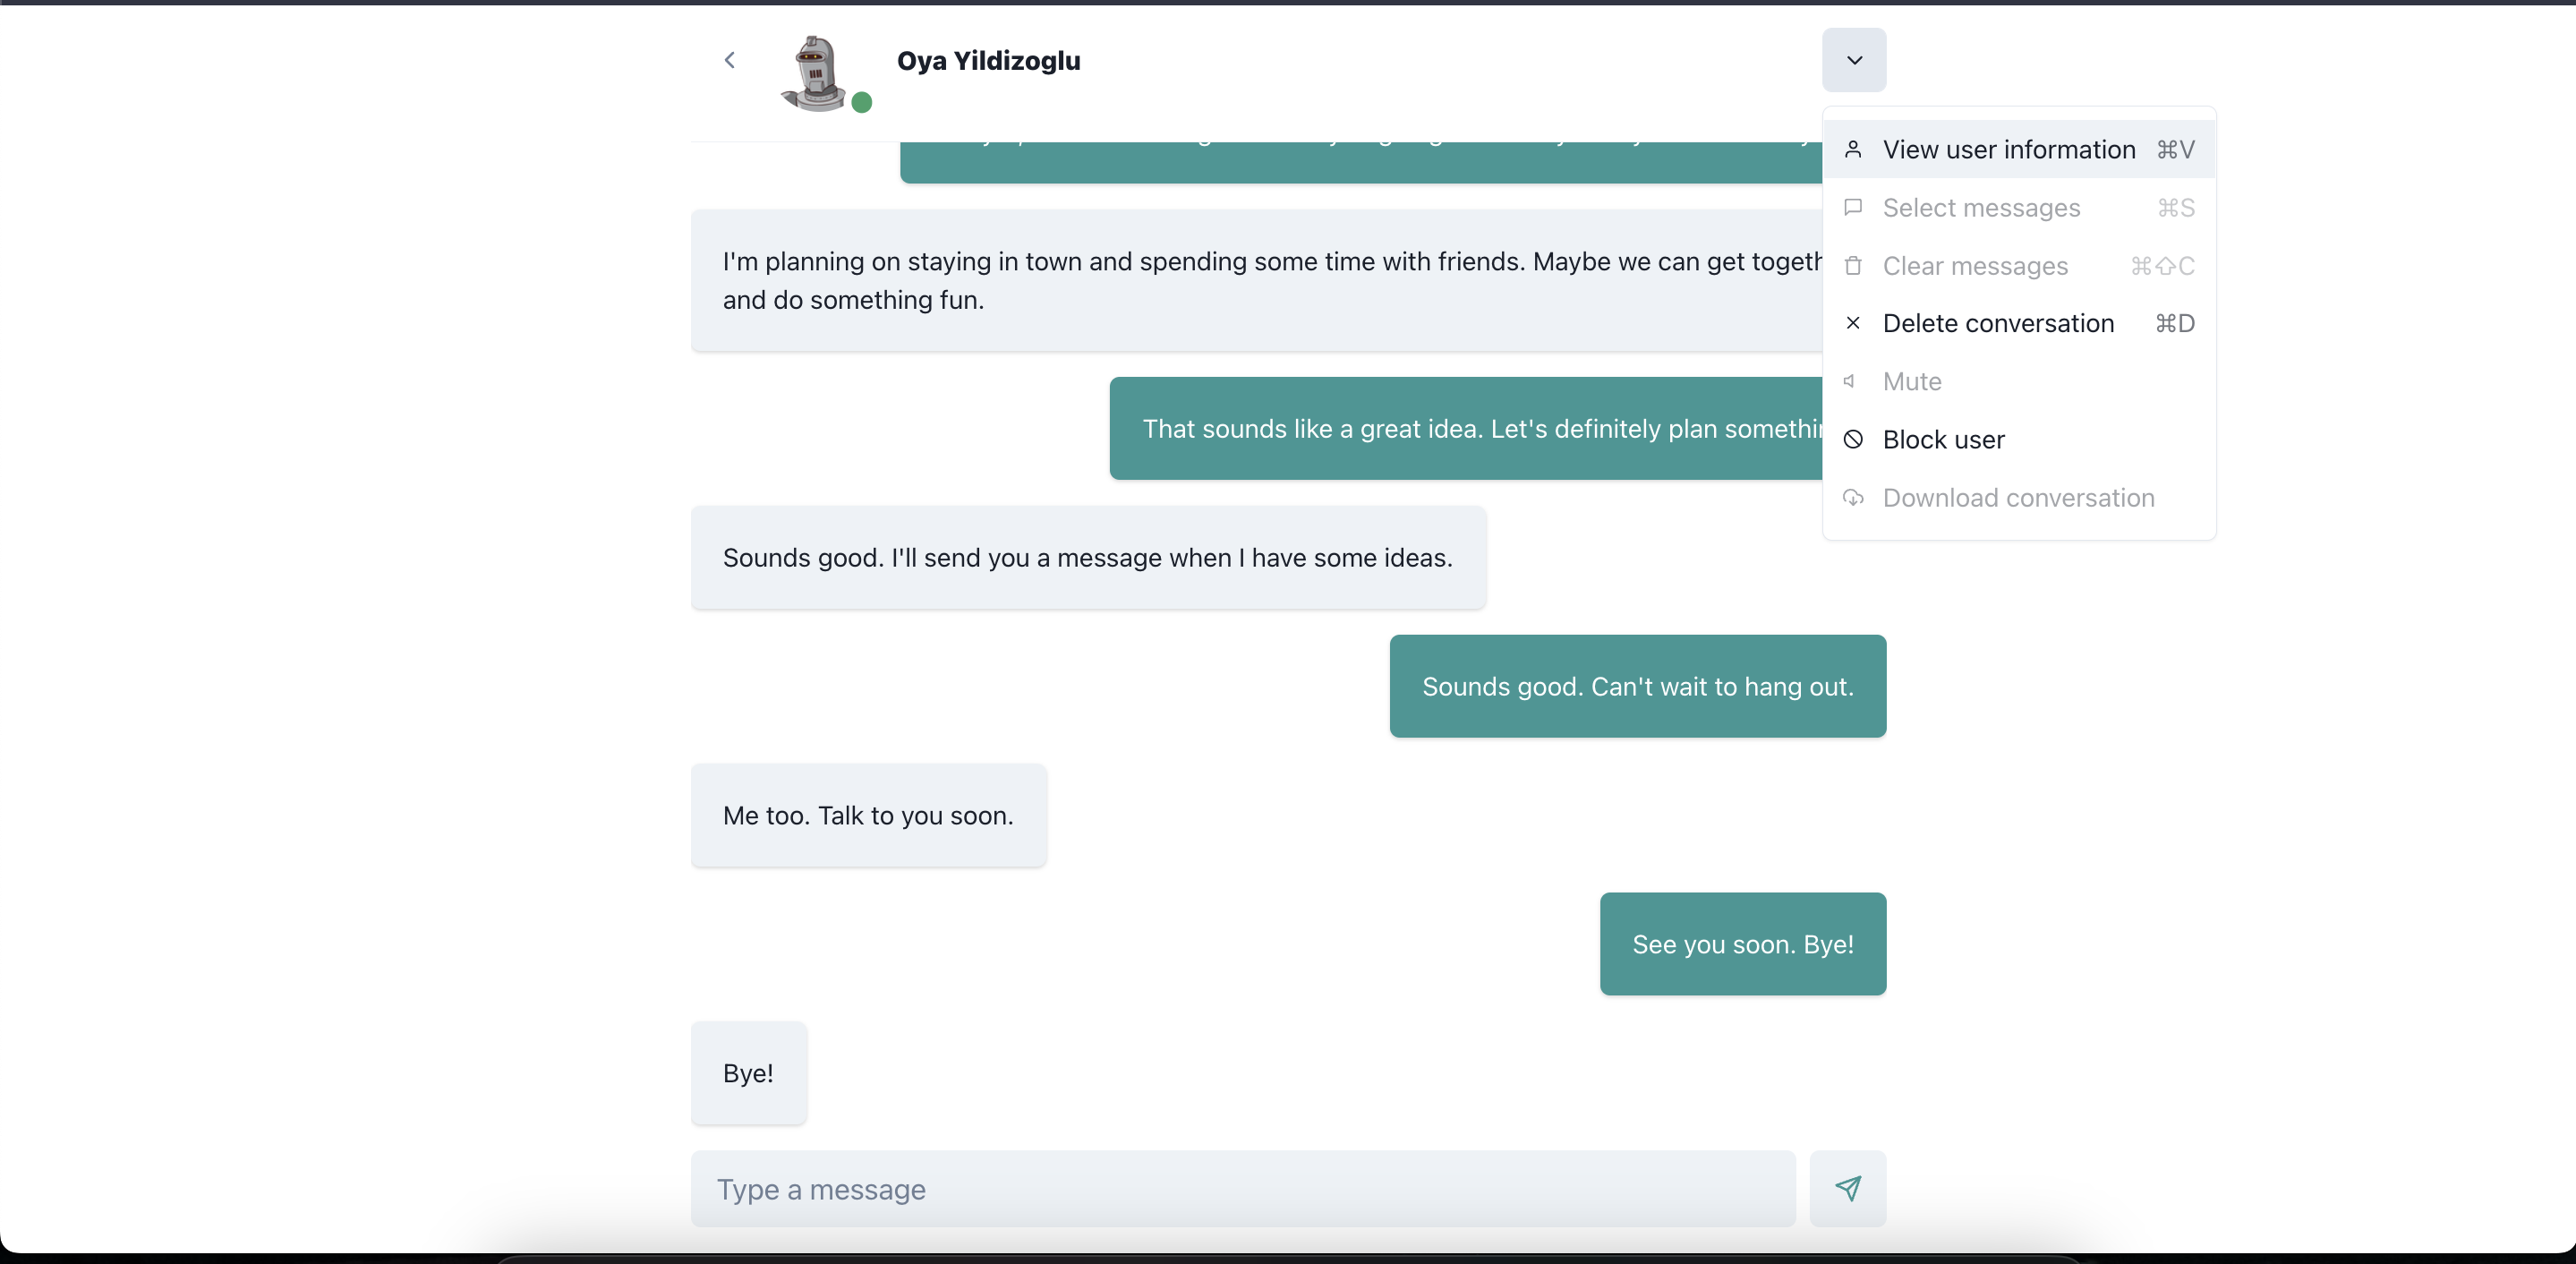 Oya Yildizoglu
View user information ⌘V
Select messages ⌘S
Clear messages ⌘⇧C
Delete conversation ⌘D
Mute
Block user
Download conversation
I'm planning on staying in town and spending some time with friends. Maybe we can get togeth
and do something fun.
That sounds like a great idea. Let's definitely plan somethin
Sounds good. I'll send you a message when I have some ideas.
Sounds good. Can't wait to hang out.
Me too. Talk to you soon.
See you soon. Bye!
Bye!
Type a message